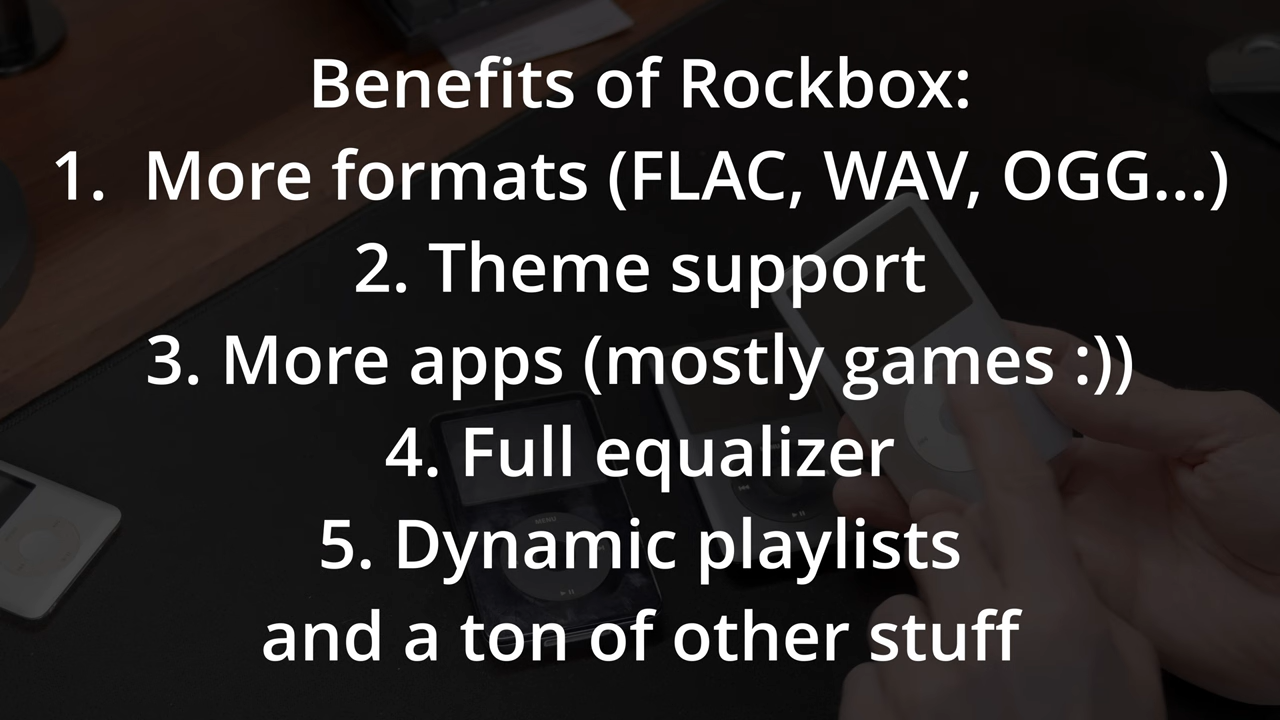 Benefits of Rockbox:
1.  More formats (FLAC, WAV, OGG...)
2. Theme support
3. More apps (mostly games :))
4. Full equalizer
5. Dynamic playlists
and a ton of other stuff
MENU